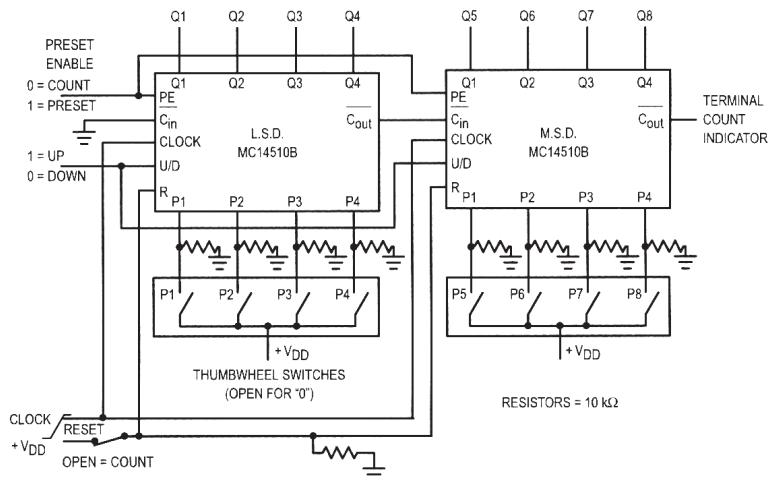 Q1 Q2 Q3 Q4 Q5 Q6 Q7 Q8
PRESET
ENABLE
0 = COUNT
1 = PRESET
1 = UP
0 = DOWN
Q1 Q2 Q3 Q4
PE
Cin
CLOCK
U/D
R
L.S.D.
MC14510B
Cout
P1 P2 P3 P4
Q1 Q2 Q3 Q4
PE
Cin
CLOCK
U/D
R
M.S.D.
MC14510B
Cout
P1 P2 P3 P4
TERMINAL
COUNT
INDICATOR
P1 P2 P3 P4
+ VDD
THUMBWHEEL SWITCHES
(OPEN FOR “0”)
P5 P6 P7 P8
+ VDD
RESISTORS = 10 kΩ
CLOCK
RESET
+ VDD
OPEN = COUNT